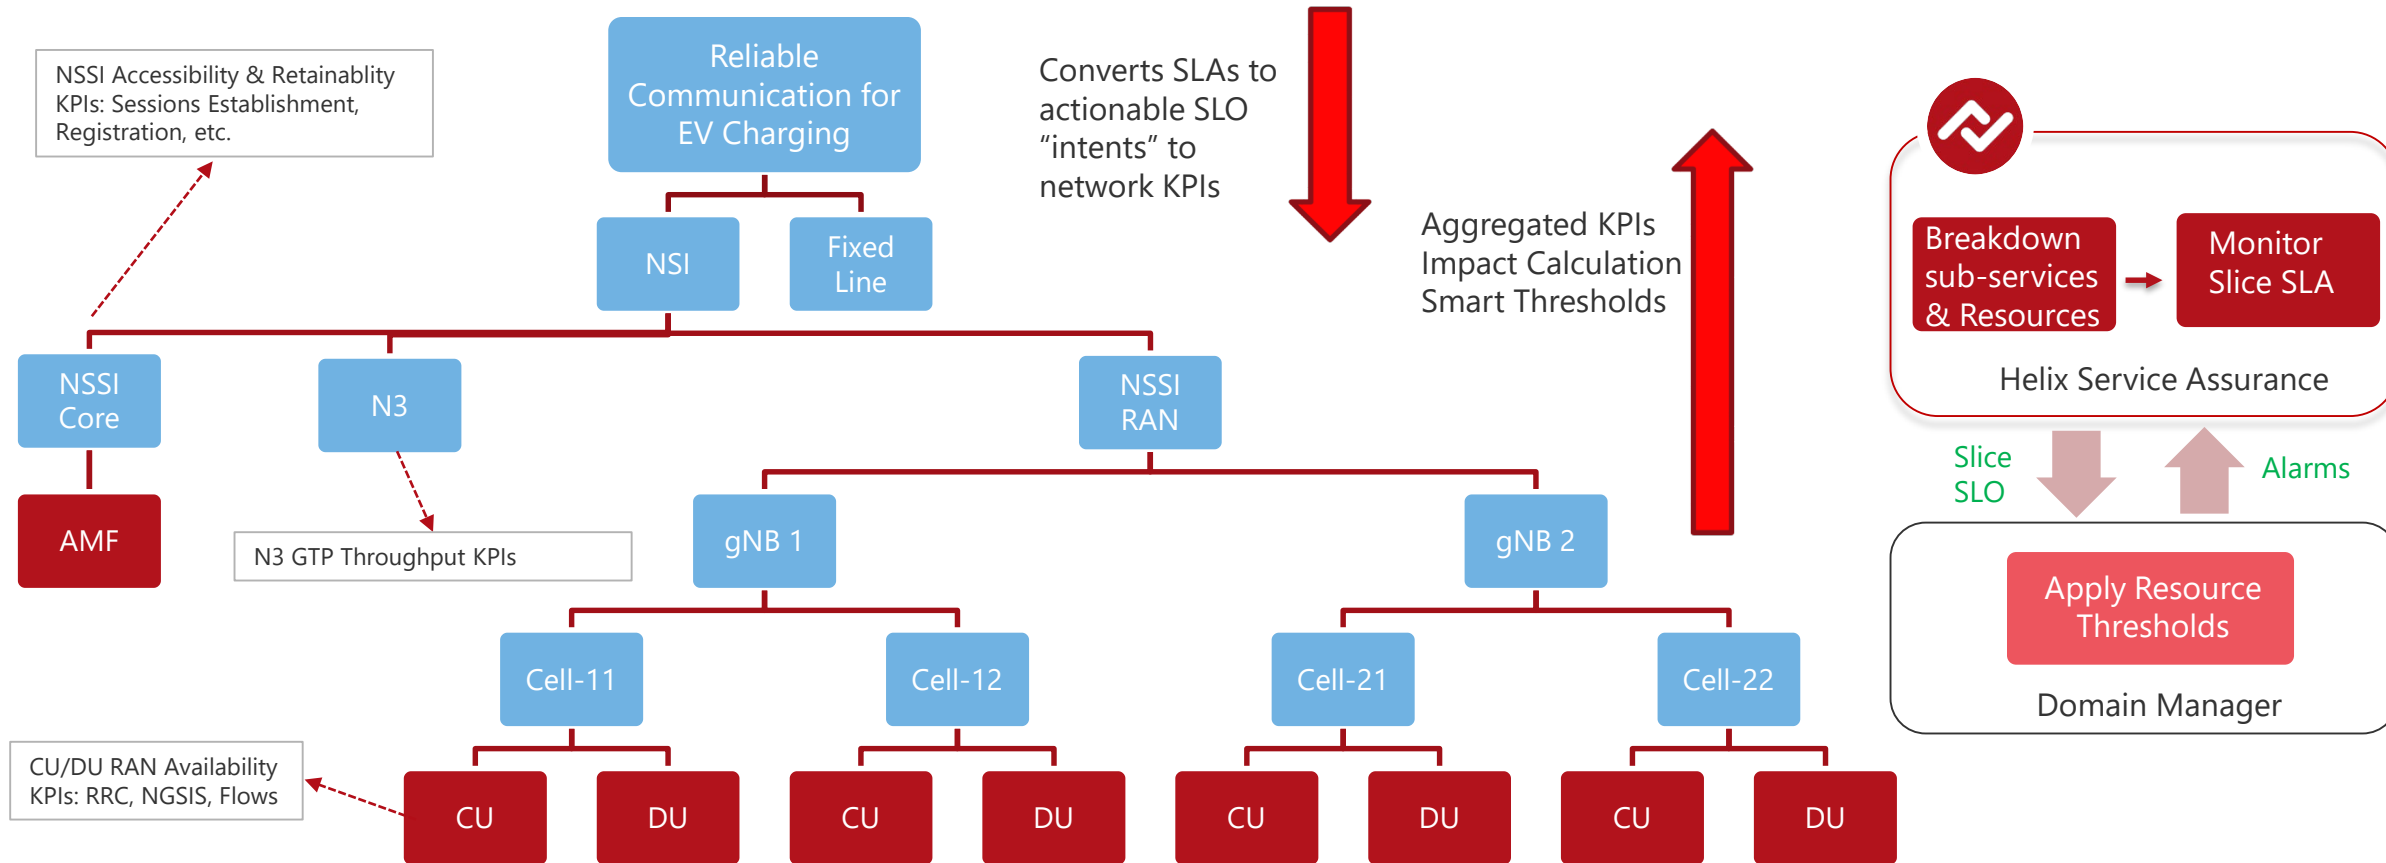 NSSI Accessibility & Retainablity
KPIs: Sessions Establishment,
Registration, etc.
Reliable
Communication for
EV Charging
Converts SLAs to
actionable SLO
“intents” to
network KPIs
NSI
Fixed
Line
Aggregated KPIs
Impact Calculation
Smart Thresholds
Breakdown
sub-services
& Resources
Monitor
Slice SLA
Helix Service Assurance
NSSI
Core
N3
NSSI
RAN
Slice
SLO
Alarms
AMF
N3 GTP Throughput KPIs
gNB 1
gNB 2
Apply Resource
Thresholds
Domain Manager
Cell-11
Cell-12
Cell-21
Cell-22
CU/DU RAN Availability
KPIs: RRC, NGSIS, Flows
CU
DU
CU
DU
CU
DU
CU
DU